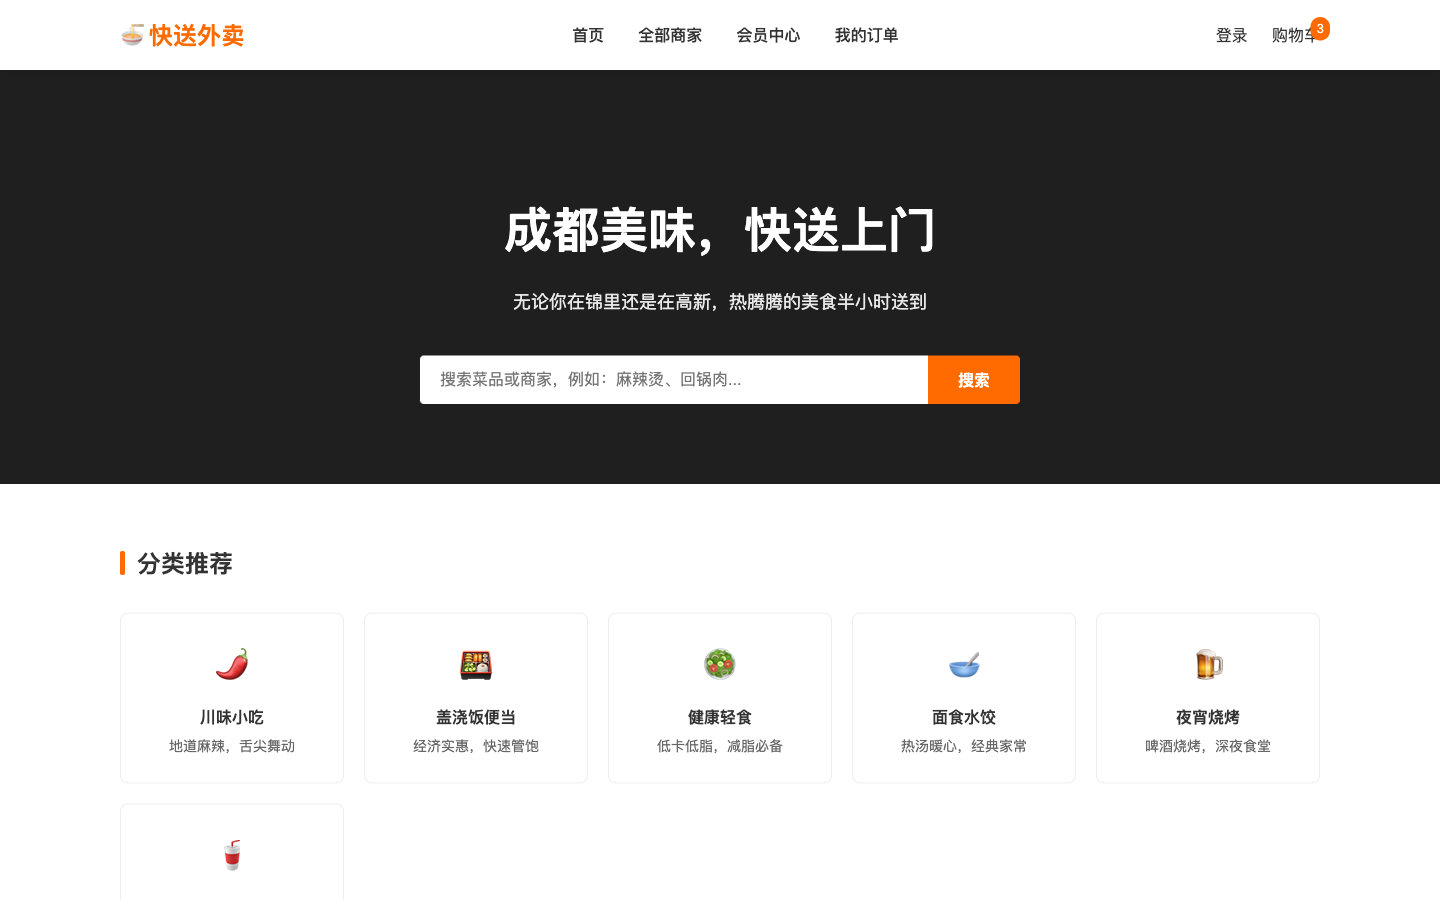 快送外卖
首页 全部商家 会员中心 我的订单
登录 购物车 3
成都美味，快送上门
无论你在锦里还是在高新，热腾腾的美食半小时送到
搜索菜品或商家，例如：麻辣烫、回锅肉... 搜索
分类推荐
川味小吃
地道麻辣，舌尖舞动
盖浇饭便当
经济实惠，快速管饱
健康轻食
低卡低脂，减脂必备
面食水饺
热汤暖心，经典家常
夜宵烧烤
啤酒烧烤，深夜食堂